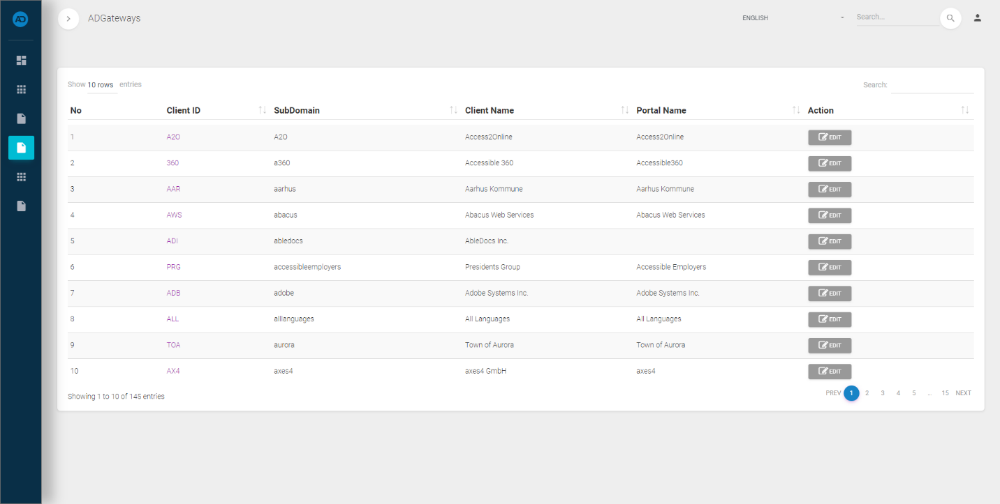 AD
ADGateways
ENGLISH
Search...
Show 10 rows entries
Search:
No Client ID SubDomain Client Name Portal Name Action
1 A2O A2O Access2Online Access2Online EDIT
2 360 a360 Accessible 360 Accessible360 EDIT
3 AAR aarhus Aarhus Kommune Aarhus Kommune EDIT
4 AWS abacus Abacus Web Services Abacus Web Services EDIT
5 ADI abledocs AbleDocs Inc. EDIT
6 PRG accessibleemployers Presidents Group Accessible Employers EDIT
7 ADB adobe Adobe Systems Inc. Adobe Systems Inc. EDIT
8 ALL alllanguages All Languages All Languages EDIT
9 TOA aurora Town of Aurora Town of Aurora EDIT
10 AX4 axes4 axes4 GmbH axes4 EDIT
Showing 1 to 10 of 145 entries
PREV 1 2 3 4 5 ... 15 NEXT